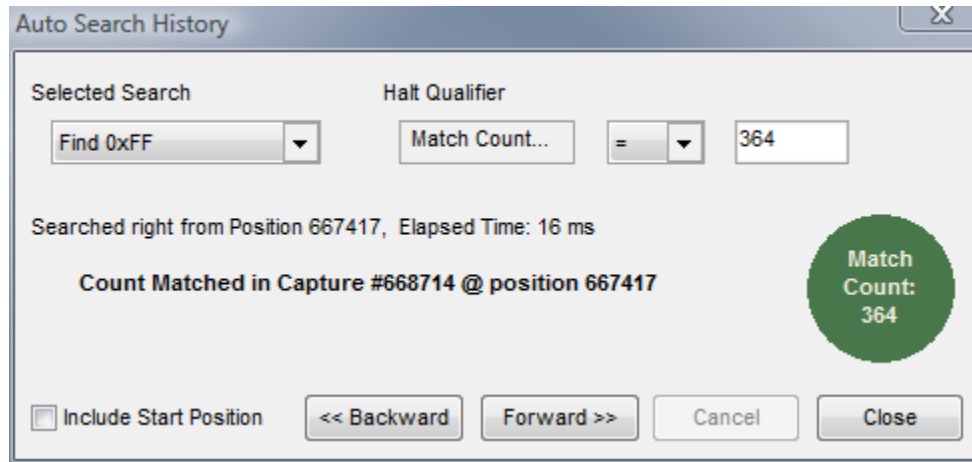 Auto Search History
Selected Search
Halt Qualifier
Find 0xFF
Match Count...
=
364
Searched right from Position 667417, Elapsed Time: 16 ms
Count Matched in Capture #668714 @ position 667417
Match
Count:
364
Include Start Position
<< Backward
Forward >>
Cancel
Close